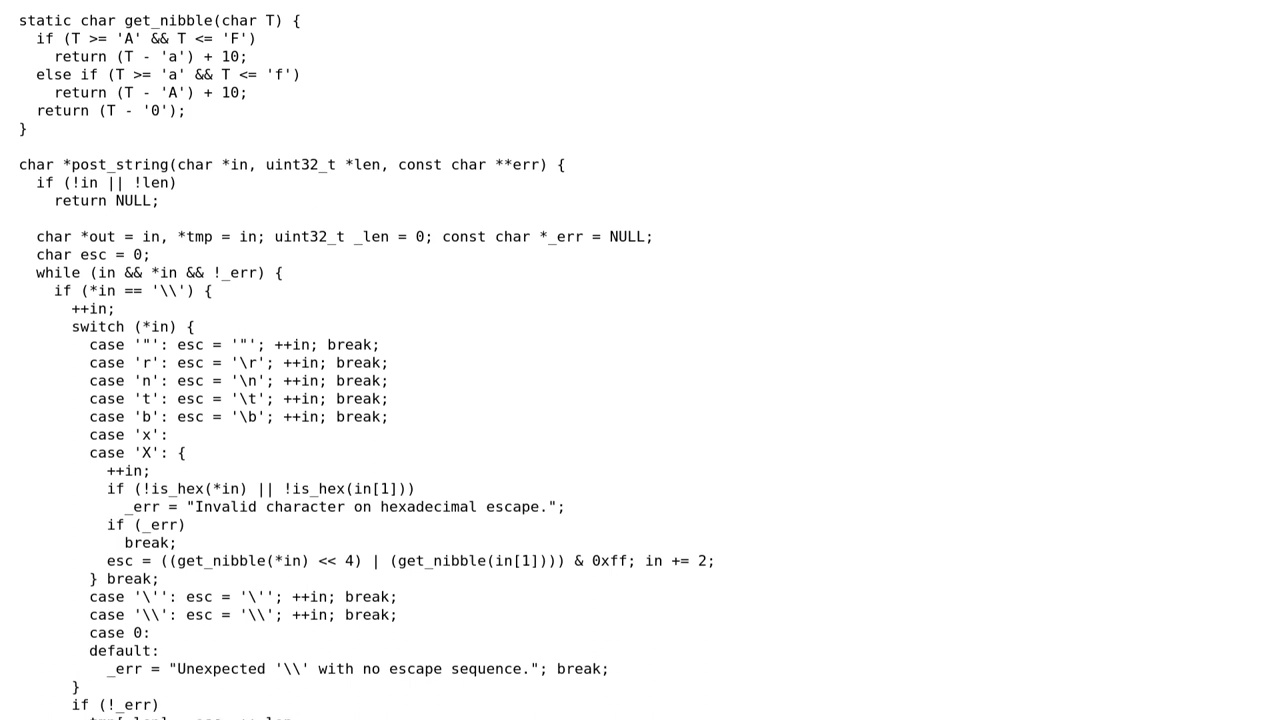 static char get_nibble(char T) {
  if (T >= 'A' && T <= 'F')
    return (T - 'a') + 10;
  else if (T >= 'a' && T <= 'f')
    return (T - 'A') + 10;
  return (T - '0');
}

char *post_string(char *in, uint32_t *len, const char **err) {
  if (!in || !len)
    return NULL;

  char *out = in, *tmp = in; uint32_t _len = 0; const char *_err = NULL;
  char esc = 0;
  while (in && *in && !_err) {
    if (*in == '\\') {
      ++in;
      switch (*in) {
        case '"': esc = '"'; ++in; break;
        case 'r': esc = '\r'; ++in; break;
        case 'n': esc = '\n'; ++in; break;
        case 't': esc = '\t'; ++in; break;
        case 'b': esc = '\b'; ++in; break;
        case 'x':
        case 'X': {
          ++in;
          if (!is_hex(*in) || !is_hex(in[1]))
            _err = "Invalid character on hexadecimal escape.";
          if (_err)
            break;
          esc = ((get_nibble(*in) << 4) | (get_nibble(in[1]))) & 0xff; in += 2;
        } break;
        case '\'': esc = '\''; ++in; break;
        case '\\': esc = '\\'; ++in; break;
        case 0:
        default:
          _err = "Unexpected '\\' with no escape sequence."; break;
      }
      if (!_err)